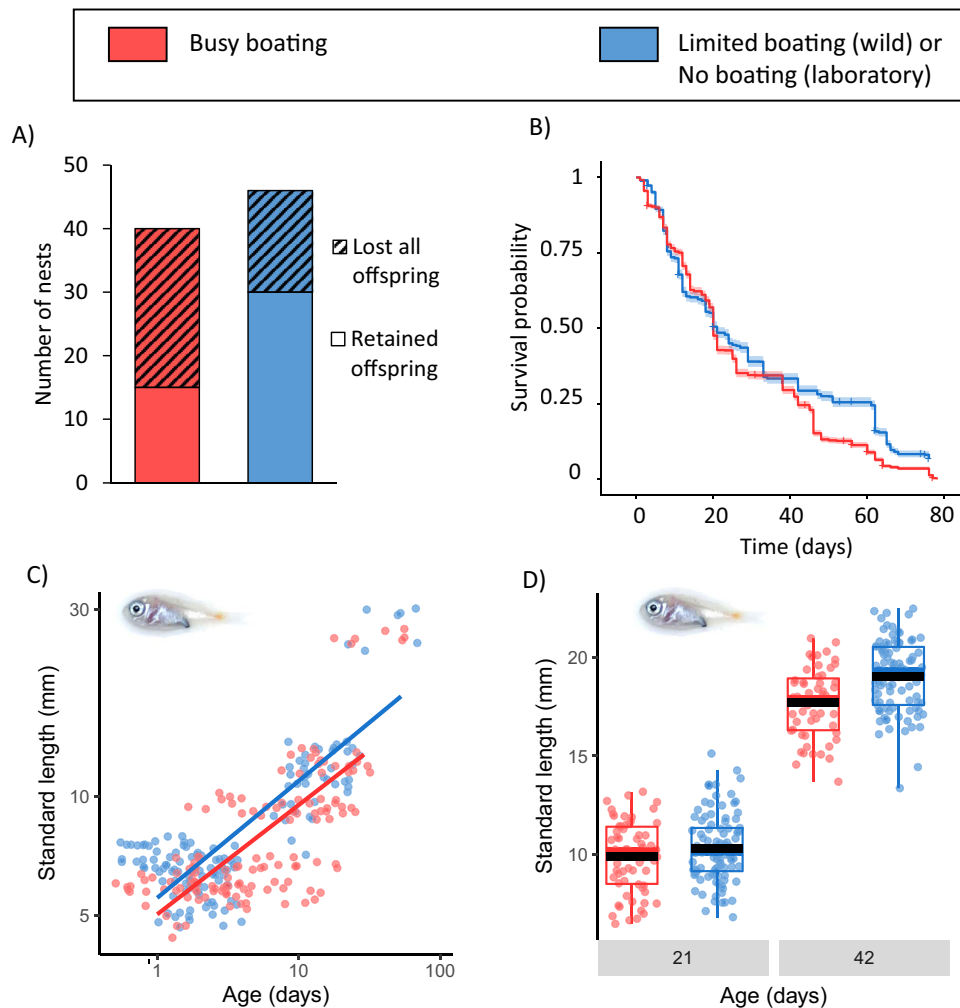 Busy boating
Limited boating (wild) or
No boating (laboratory)
A)
Number of nests
50
40
30
20
10
0
Lost all
offspring
Retained
offspring
B)
Survival probability
1
0.75
0.50
0.25
0
0
20
40
60
80
Time (days)
C)
Standard length (mm)
30
10
5
1
10
100
Age (days)
D)
Standard length (mm)
20
15
10
21
42
Age (days)